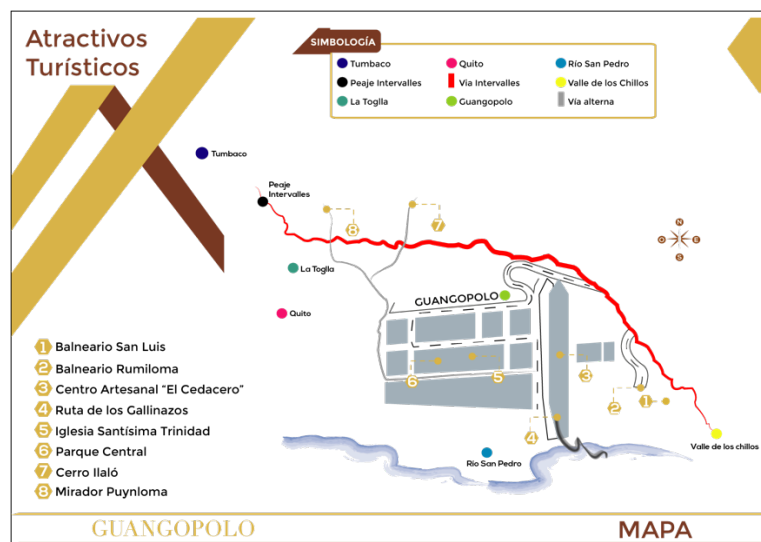 Atractivos
Turísticos
SIMBOLOGÍA
Tumbaco
Quito
Río San Pedro
Peaje Intervalles
Via Intervalles
Valle de los Chillos
La Toglla
Guangopolo
Vía alterna
Tumbaco
Peaje
Intervalles
8
7
N
O
E
S
La Toglla
GUANGOPOLO
Quito
6
5
3
2
1
4
Río San Pedro
Valle de los chillos
1 Balneario San Luis
2 Balneario Rumiloma
3 Centro Artesanal "El Cedacero"
4 Ruta de los Gallinazos
5 Iglesia Santísima Trinidad
6 Parque Central
7 Cerro Ilaló
8 Mirador Puynloma
GUANGOPOLO
MAPA